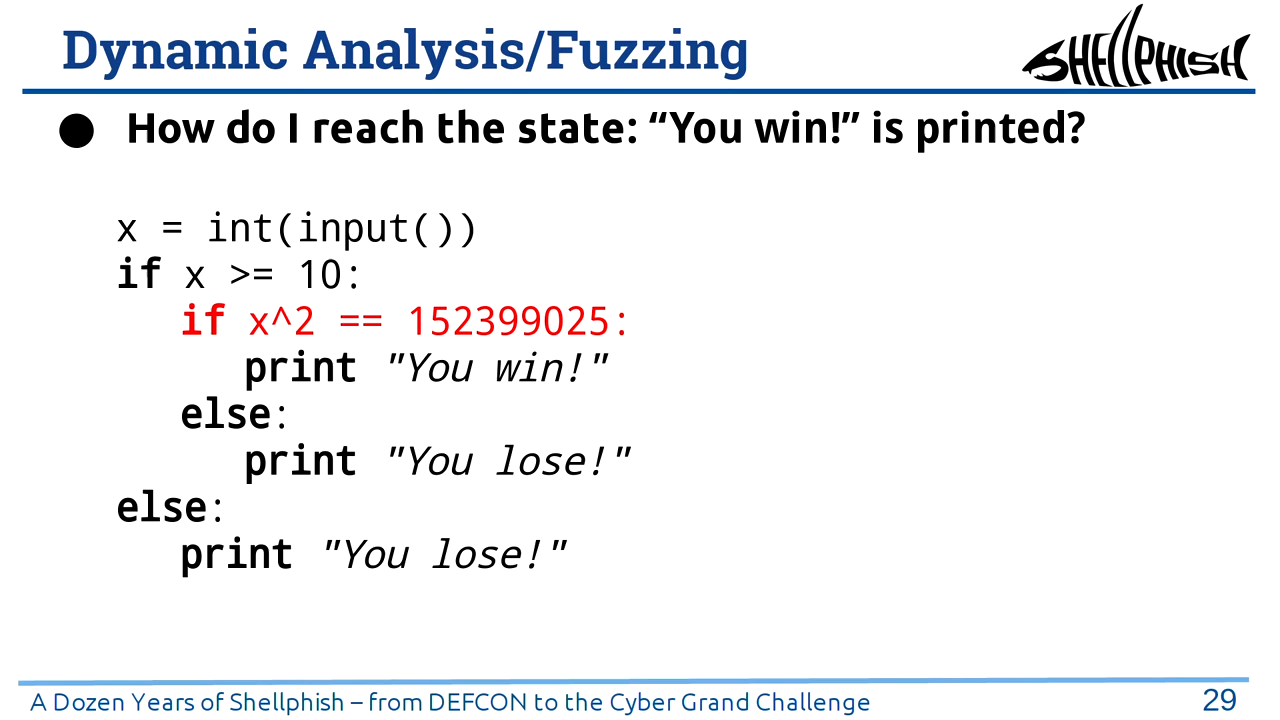 Dynamic Analysis/Fuzzing
SHELLPHISH
● How do I reach the state: “You win!” is printed?
x = int(input())
if x >= 10:
if x^2 == 152399025:
print "You win!"
else:
print "You lose!"
else:
print "You lose!"
A Dozen Years of Shellphish – from DEFCON to the Cyber Grand Challenge
29